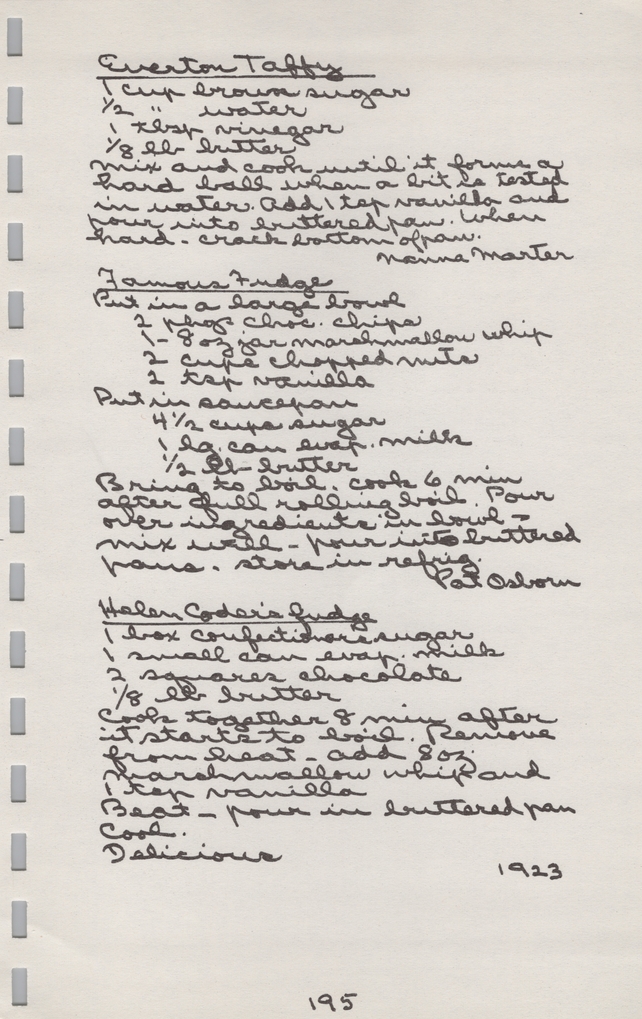 Everton Taffy
1 cup brown sugar
1/2 " water
1 tbsp vinegar
1/8 lb butter
Mix and cook until it forms a
hard ball when a bit is tested
in water. Add 1 tsp vanilla and
pour into buttered pan. When
hard - crack bottom of pan.
Nanna Marter
Famous Fudge
Put in a large bowl
2 pkgs choc. chips
1 - 8 oz jar marshmallow whip
2 cups chopped nuts
2 tsp vanilla
Put in saucepan
4 1/2 cups sugar
1 lg. can evap. milk
1/2 lb butter
Bring to boil. cook 6 min
after full rolling boil. Pour
over ingredients in bowl -
mix well - pour into buttered
pans. store in refrig.
Pat Osborn
Helen Coder's Fudge
1 box confectioner's sugar
1 small can evap. milk
2 squares chocolate
1/8 lb butter
Cook together 8 min after
it starts to boil. Remove
from heat - add 8 oz.
marshmallow whip and
1 tsp vanilla
Beat - pour in buttered pan
Cool.
Delicious
1923
195